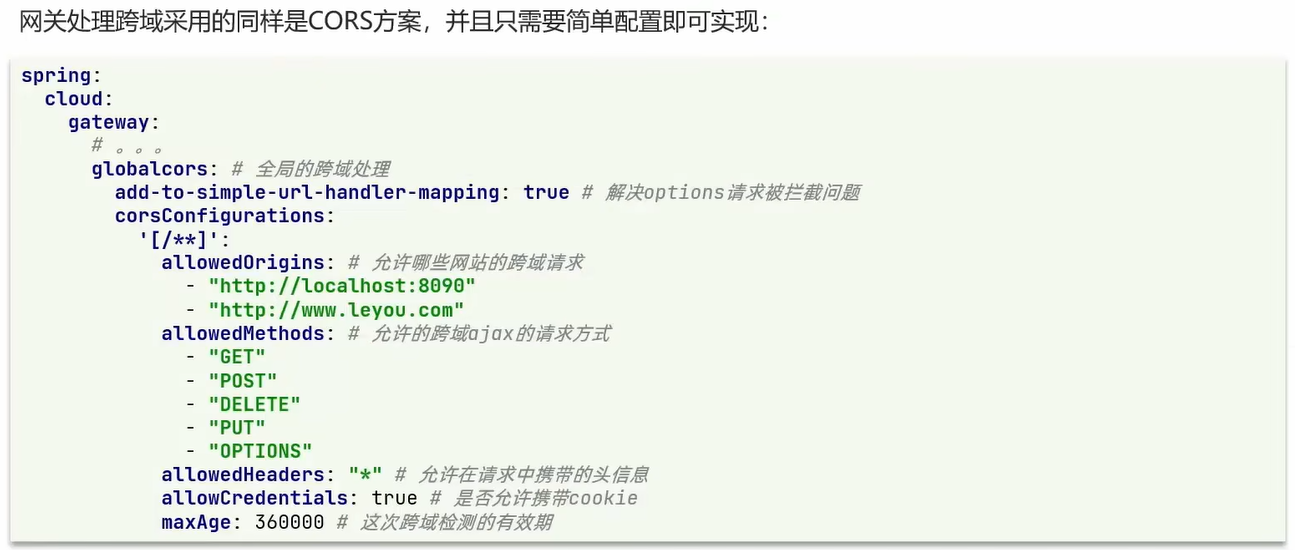 网关处理跨域采用的同样是CORS方案，并且只需要简单配置即可实现：
spring:
  cloud:
    gateway:
      # 。。。
      globalcors: # 全局的跨域处理
        add-to-simple-url-handler-mapping: true # 解决options请求被拦截问题
        corsConfigurations:
          '[/**]':
            allowedOrigins: # 允许哪些网站的跨域请求
              - "http://localhost:8090"
              - "http://www.leyou.com"
            allowedMethods: # 允许的跨域ajax的请求方式
              - "GET"
              - "POST"
              - "DELETE"
              - "PUT"
              - "OPTIONS"
            allowedHeaders: "*" # 允许在请求中携带的头信息
            allowCredentials: true # 是否允许携带cookie
            maxAge: 360000 # 这次跨域检测的有效期